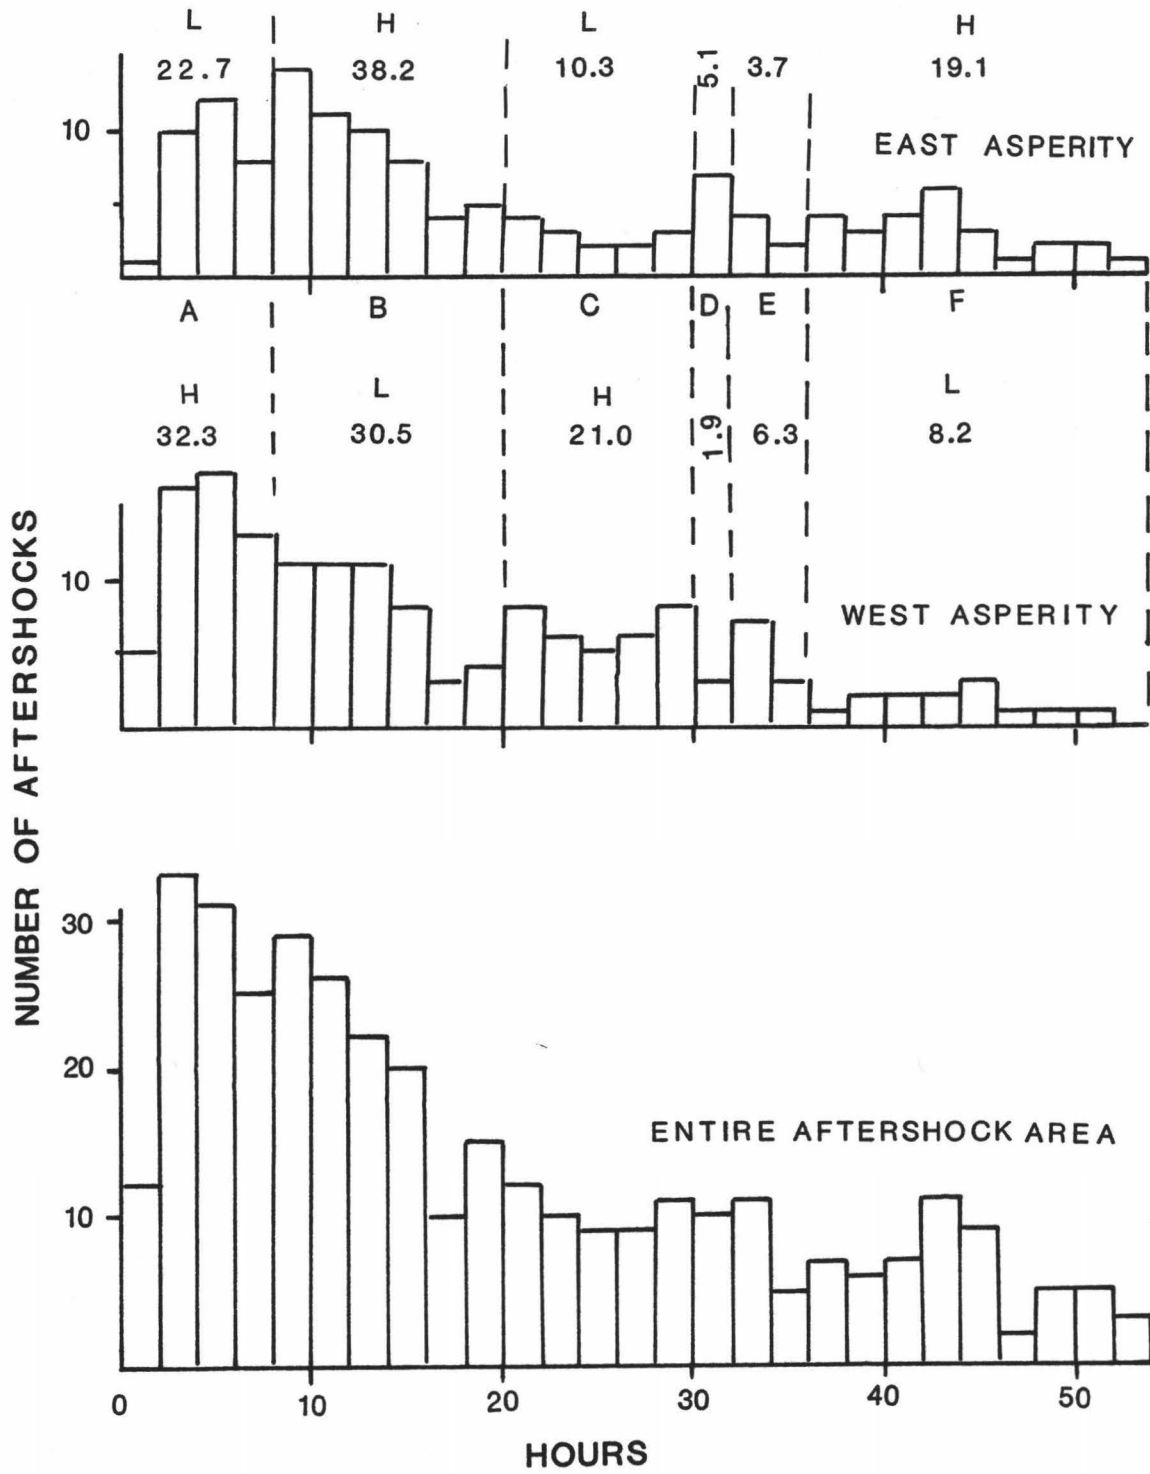 L H L H
22.7 38.2 10.3 5.1 3.7 19.1
10
EAST ASPERITY
A B C D E F
H L H L
32.3 30.5 21.0 1.9 6.3 8.2
10
WEST ASPERITY
NUMBER OF AFTERSHOCKS
30
20
ENTIRE AFTERSHOCK AREA
10
0 10 20 30 40 50
HOURS